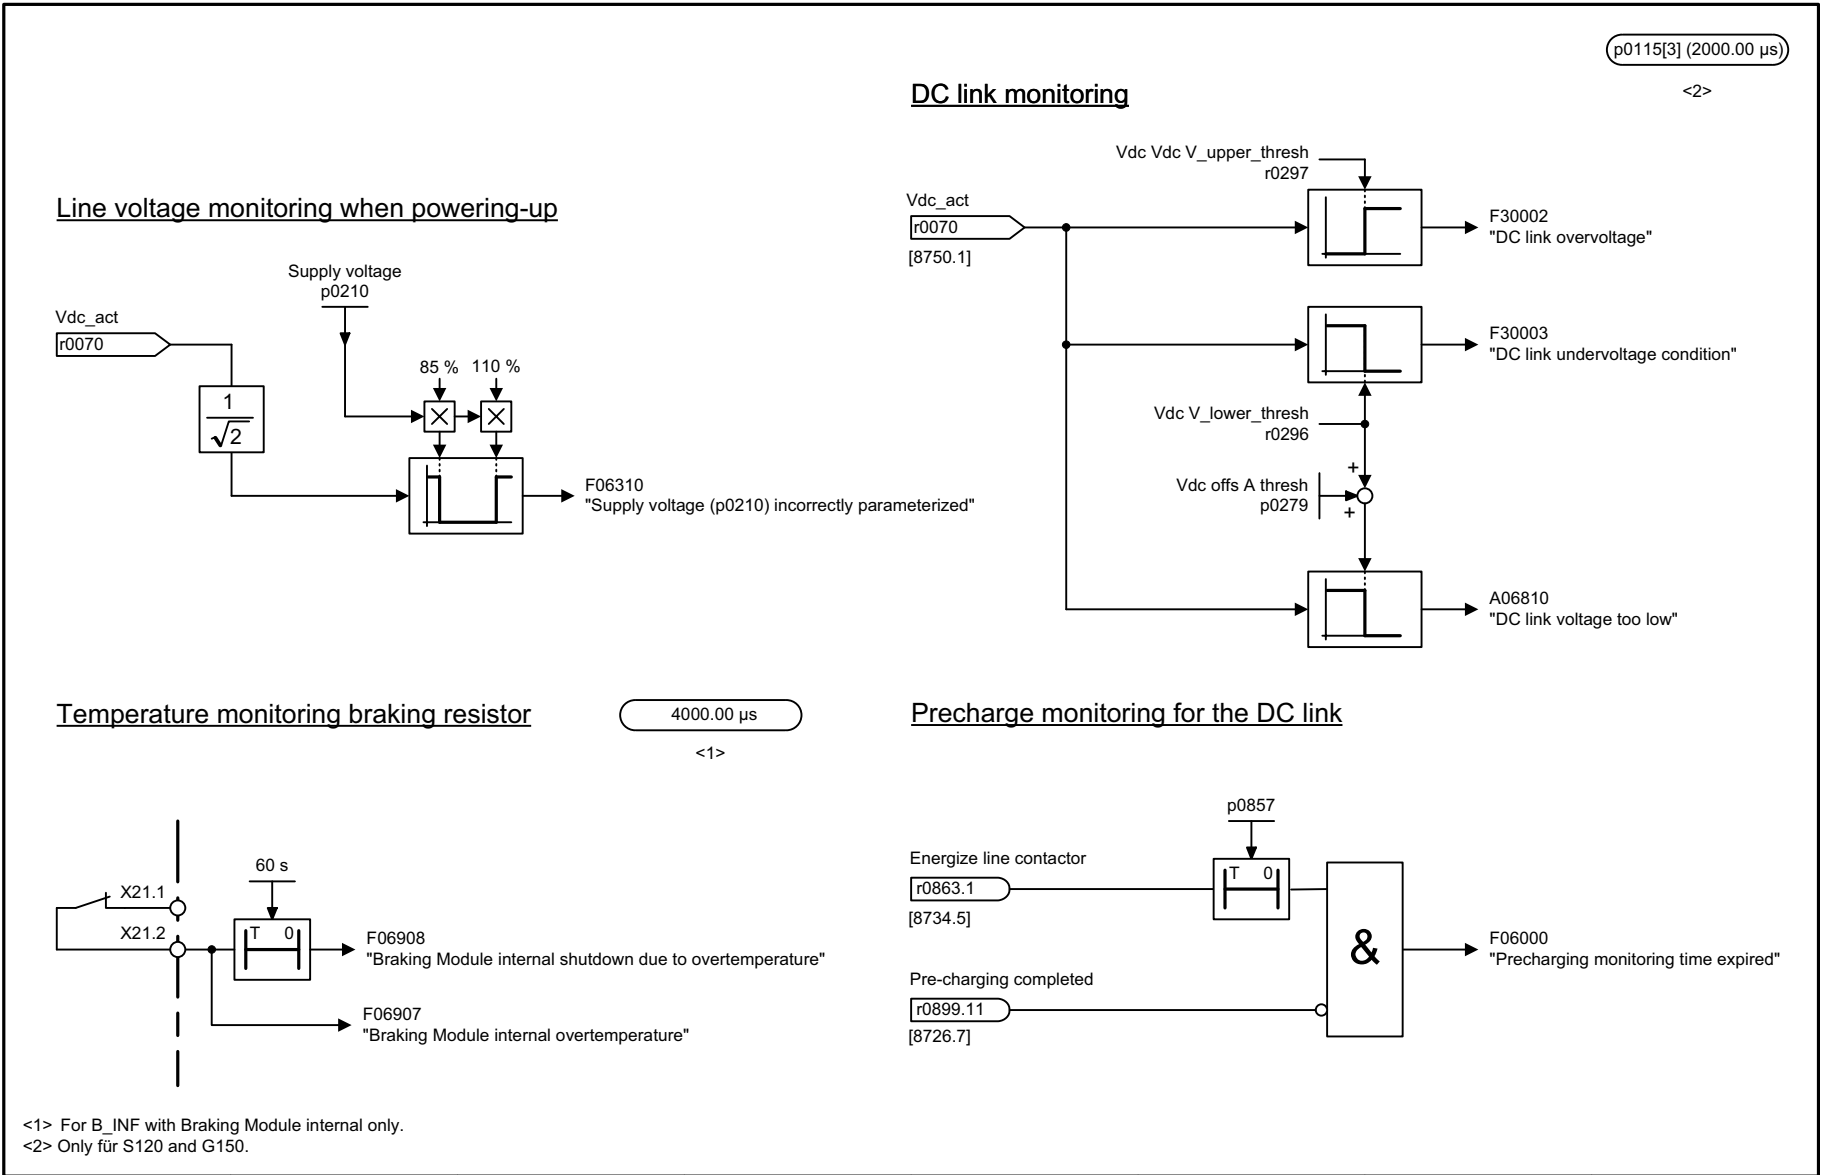 p0115[3] (2000.00 µs)
<2>
DC link monitoring
Vdc Vdc V_upper_thresh
r0297
Vdc_act
r0070
[8750.1]
F30002
"DC link overvoltage"
F30003
"DC link undervoltage condition"
Vdc V_lower_thresh
r0296
+
Vdc offs A thresh
p0279
+
A06810
"DC link voltage too low"
Line voltage monitoring when powering-up
Supply voltage
p0210
Vdc_act
r0070
85 % 110 %
1
√2
F06310
"Supply voltage (p0210) incorrectly parameterized"
Temperature monitoring braking resistor
4000.00 µs
<1>
60 s
X21.1
X21.2
T 0
F06908
"Braking Module internal shutdown due to overtemperature"
F06907
"Braking Module internal overtemperature"
Precharge monitoring for the DC link
p0857
Energize line contactor
r0863.1
[8734.5]
T 0
&
F06000
"Precharging monitoring time expired"
Pre-charging completed
r0899.11
[8726.7]
<1> For B_INF with Braking Module internal only.
<2> Only für S120 and G150.